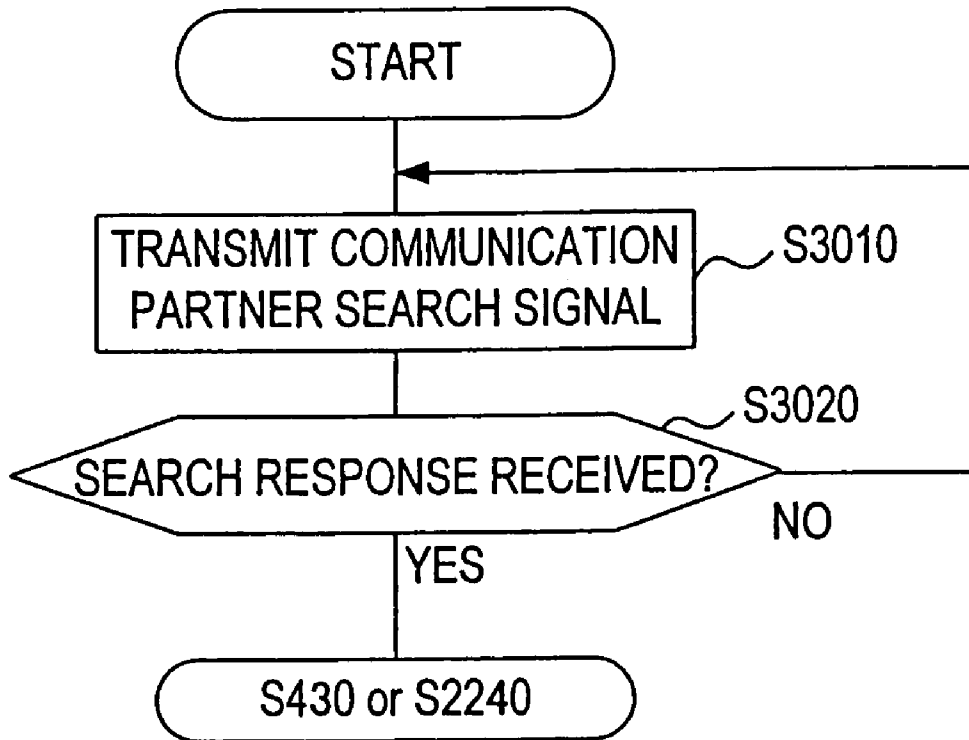 START
TRANSMIT COMMUNICATION
PARTNER SEARCH SIGNAL
S3010
S3020
SEARCH RESPONSE RECEIVED?
NO
YES
S430 or S2240